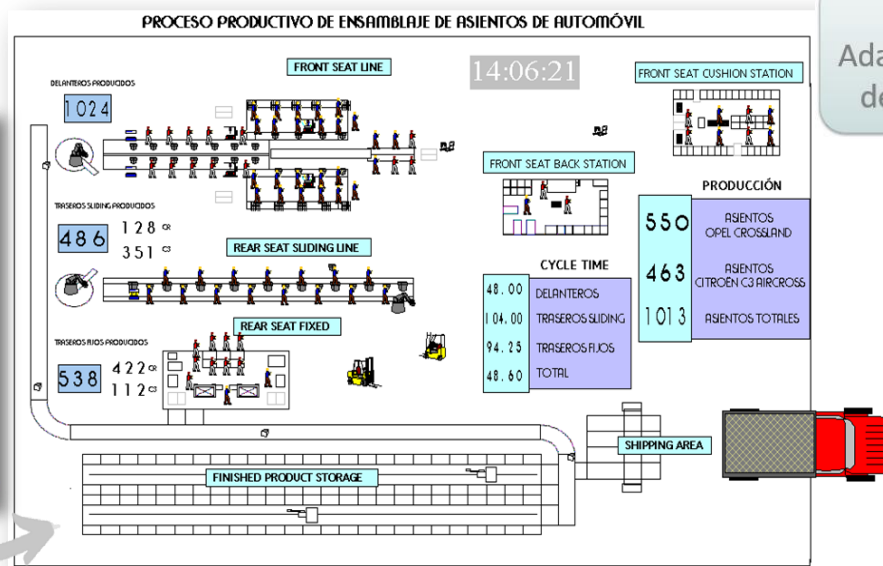 PROCESO PRODUCTIVO DE ENSAMBLAJE DE ASIENTOS DE AUTOMÓVIL
FRONT SEAT LINE
14:06:21
FRONT SEAT CUSHION STATION
Ada
de
DELANTEROS PRODUCIDOS
1024
FRONT SEAT BACK STATION
TRASEROS SLIDING PRODUCIDOS
486
128 CR
351 C3
REAR SEAT SLIDING LINE
PRODUCCIÓN
550 ASIENTOS
OPEL CROSSLAND
463 ASIENTOS
CITROËN C3 AIRCROSS
1013 ASIENTOS TOTALES
CYCLE TIME
48.00 DELANTEROS
104.00 TRASEROS SLIDING
94.25 TRASEROS FIJOS
48.60 TOTAL
REAR SEAT FIXED
TRASEROS FIJOS PRODUCIDOS
538
422 CR
112 C3
SHIPPING AREA
FINISHED PRODUCT STORAGE